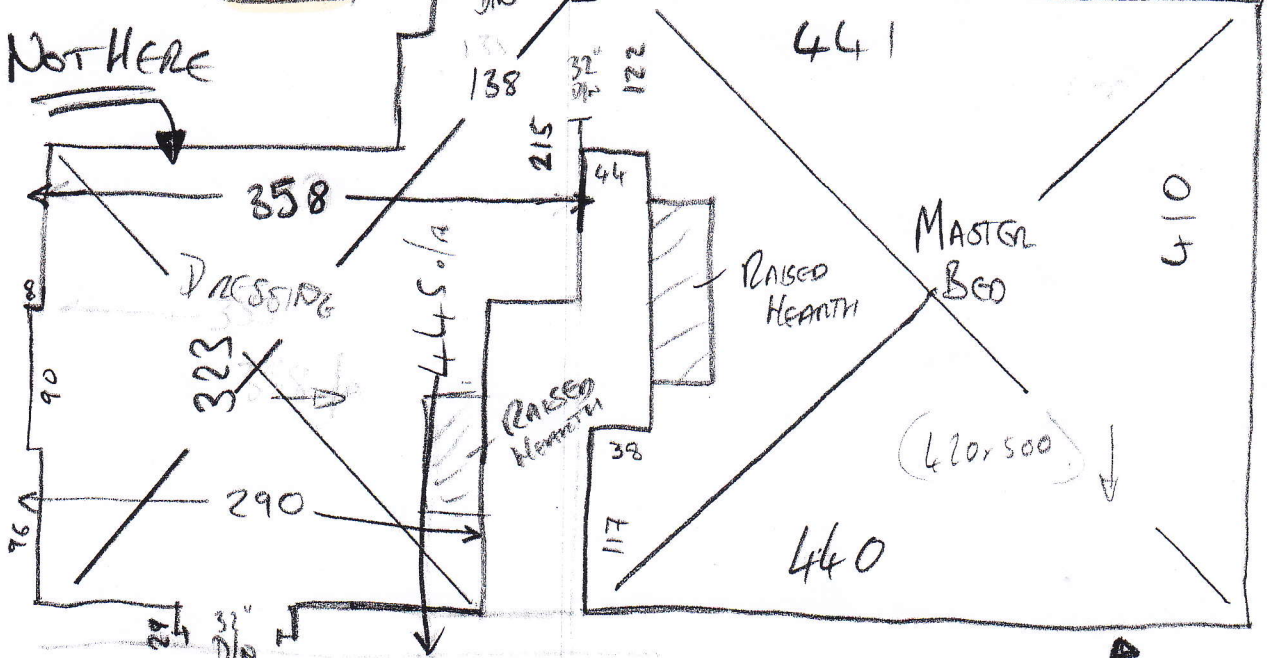 NOT HERE
D/N
138
32"
D/N
122
441
215
44
358
410
MASTER
BED
RAISED
HEARTH
DRESSING
445 o/a
323
90
RAISED
HEARTH
38
(420x500)
290
96
117
440
32"
D/N